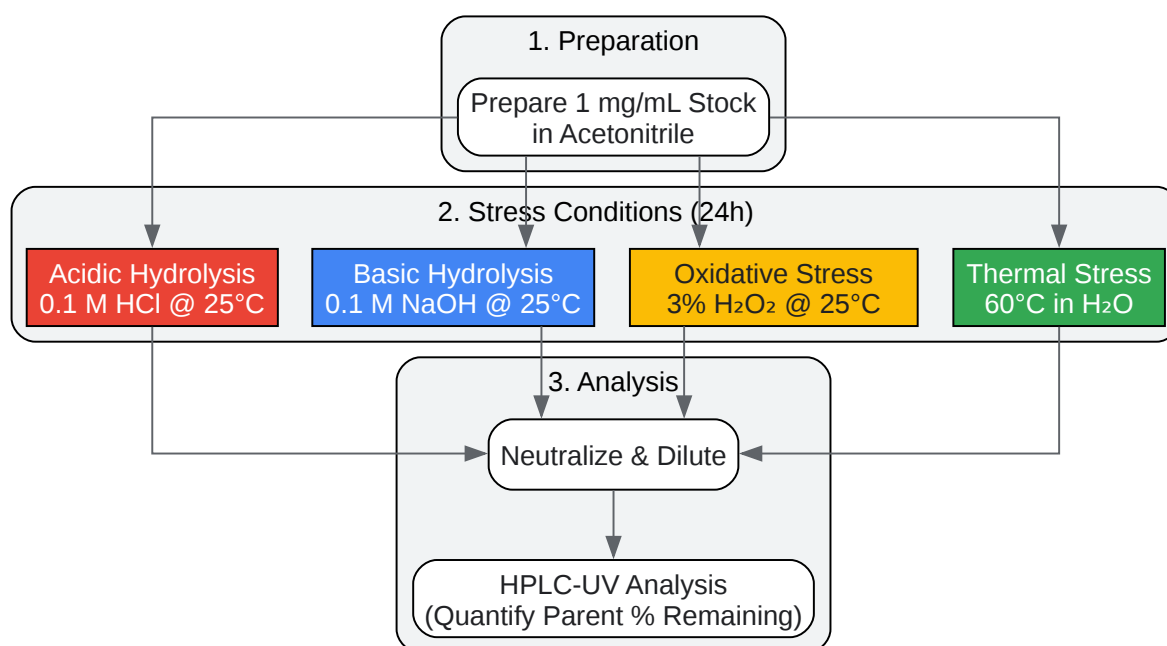 1. Preparation
Prepare 1 mg/mL Stock
in Acetonitrile
2. Stress Conditions (24h)
Acidic Hydrolysis
0.1 M HCl @ 25°C
Basic Hydrolysis
0.1 M NaOH @ 25°C
Oxidative Stress
3% H₂O₂ @ 25°C
Thermal Stress
60°C in H₂O
3. Analysis
Neutralize & Dilute
HPLC-UV Analysis
(Quantify Parent % Remaining)